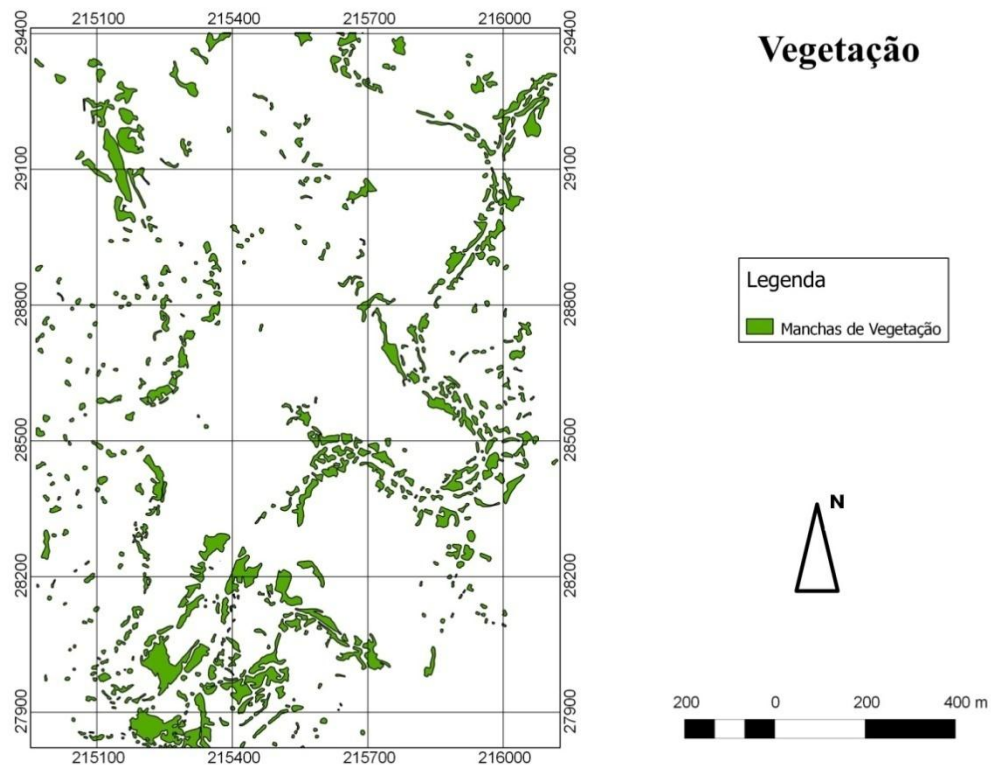 215100 215400 215700 216000
29400 29400
Vegetação
29100 29100
Legenda
28800 28800
Manchas de Vegetação
28500 28500
N
28200 28200
27900 27900
200 0 200 400 m
215100 215400 215700 216000